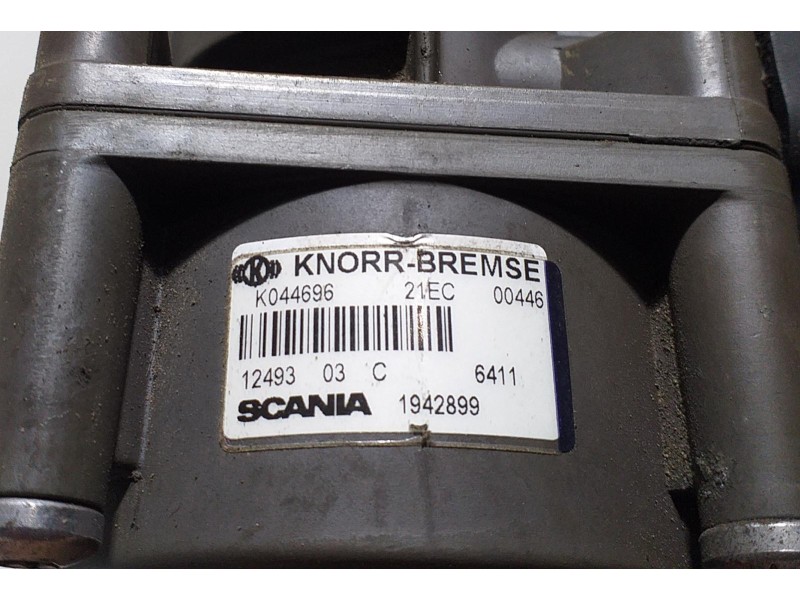 K KNORR-BREMSE
K044696 21EC 00446
12493 03 C 6411
SCANIA 1942899